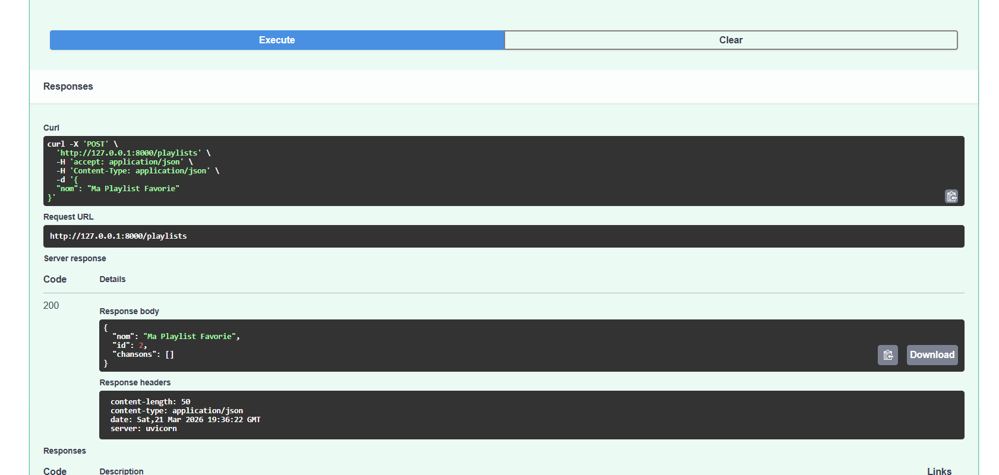 Execute Clear
Responses
Curl
curl -X 'POST' \
  'http://127.0.0.1:8000/playlists' \
  -H 'accept: application/json' \
  -H 'Content-Type: application/json' \
  -d '{
  "nom": "Ma Playlist Favorie"
}'
Request URL
http://127.0.0.1:8000/playlists
Server response
Code Details
200
Response body
{
  "nom": "Ma Playlist Favorie",
  "id": 2,
  "chansons": []
}
Download
Response headers
content-length: 50
content-type: application/json
date: Sat,21 Mar 2026 19:36:22 GMT
server: uvicorn
Responses
Code Description Links